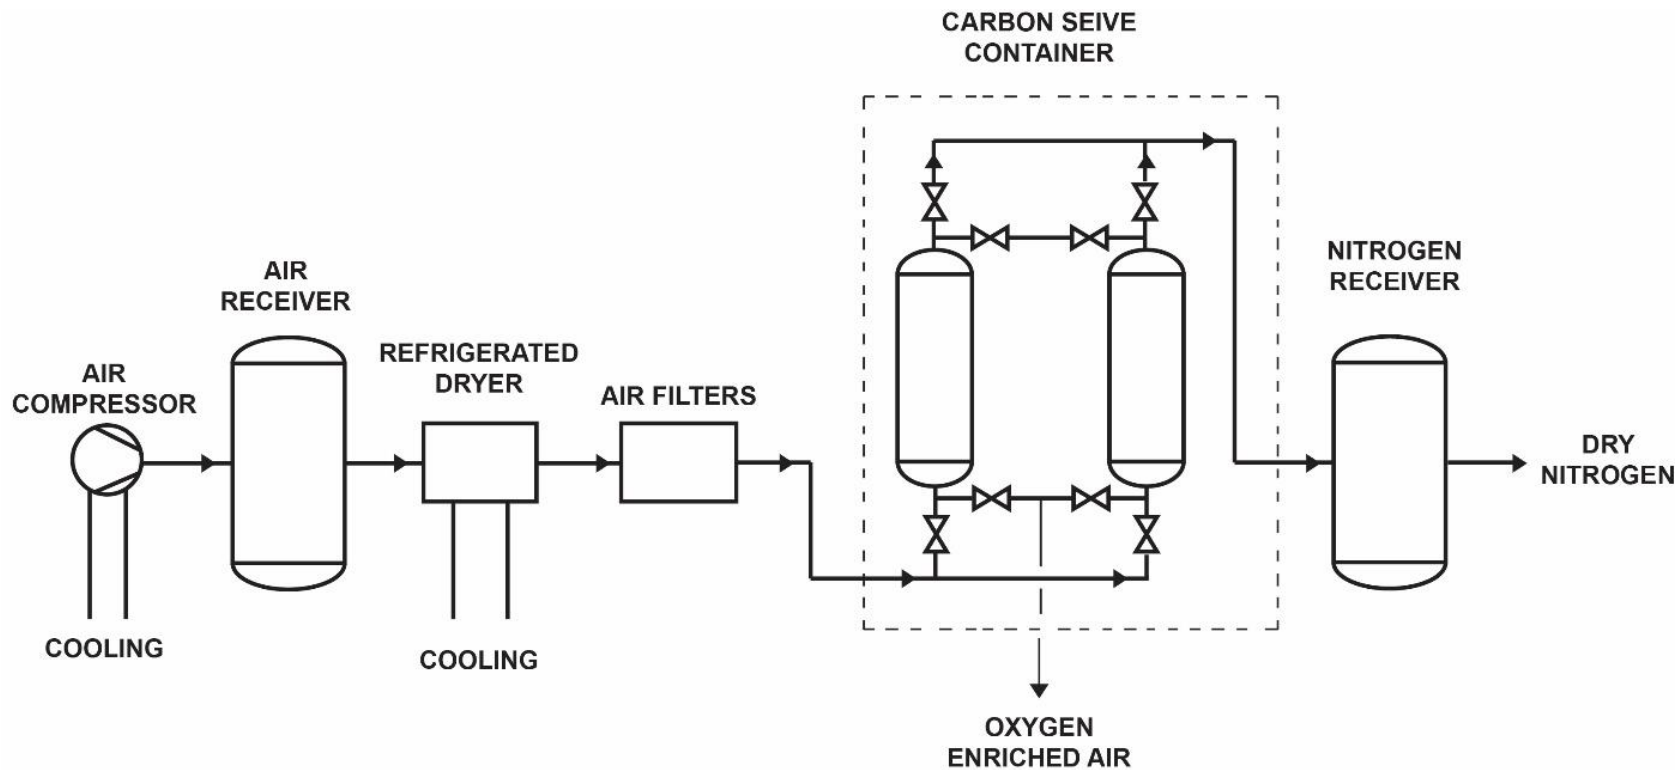 CARBON SEIVE
CONTAINER
AIR
RECEIVER
NITROGEN
RECEIVER
REFRIGERATED
DRYER
AIR
COMPRESSOR
AIR FILTERS
DRY
NITROGEN
COOLING
COOLING
OXYGEN
ENRICHED AIR